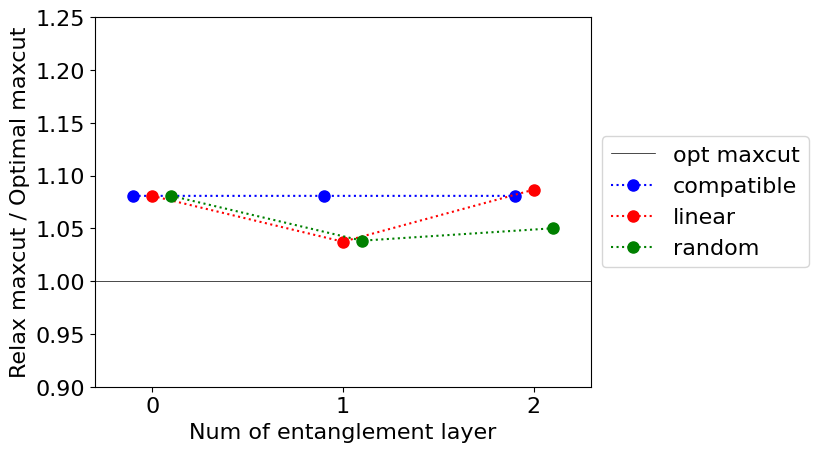 Relax maxcut / Optimal maxcut
1.25
1.20
1.15
1.10
1.05
1.00
0.95
0.90
0 1 2
Num of entanglement layer
opt maxcut
compatible
linear
random